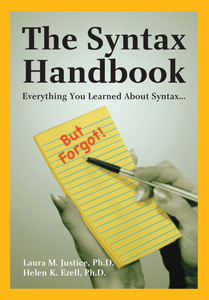 The Syntax
Handbook
Everything You Learned About Syntax...
But
Forgot!
Laura M. Justice, Ph.D.
Helen K. Ezell, Ph.D.